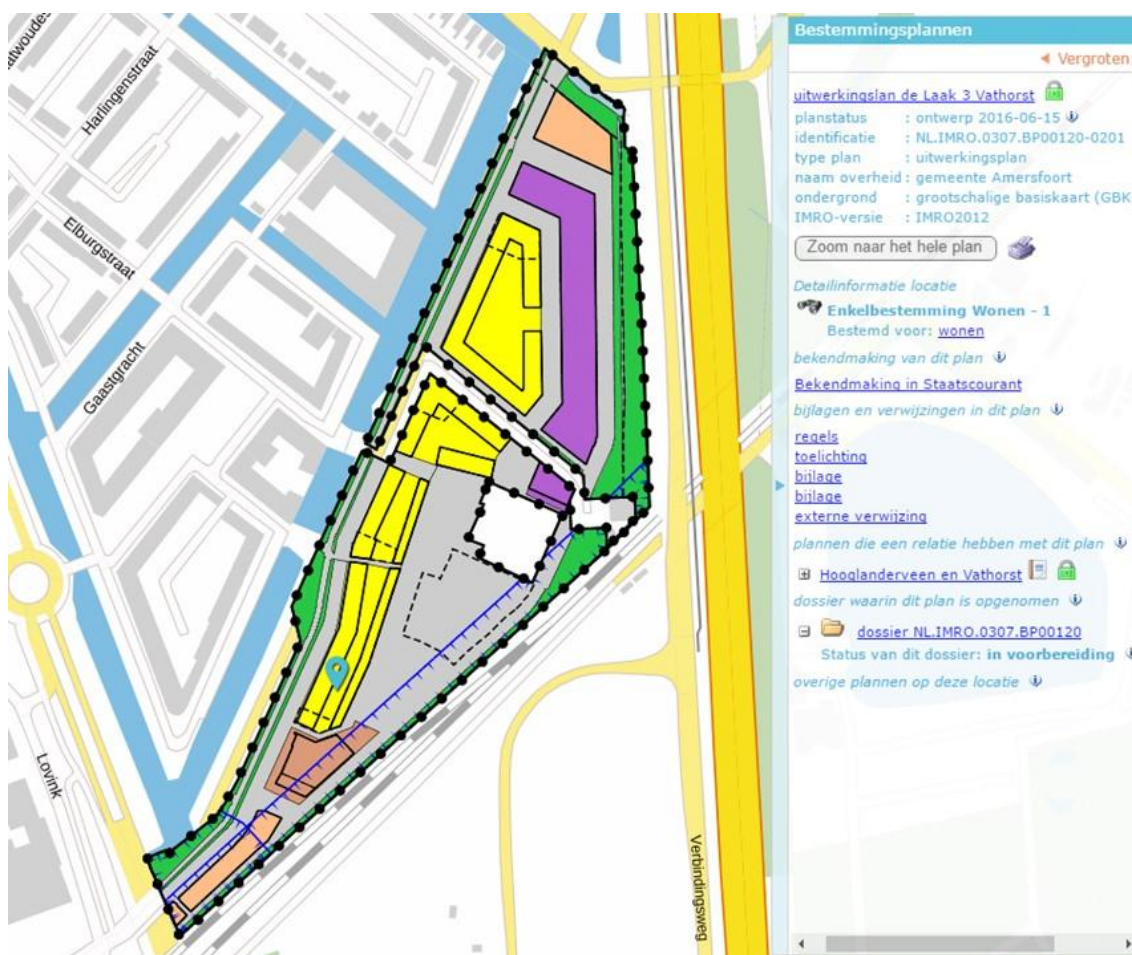 atwoudes
Harlingenstraat
Elburgstraat
Gaastgracht
Lovink
Verbindingsweg
Bestemmingsplannen
Vergroten
uitwerkingslan de Laak 3 Vathorst
planstatus : ontwerp 2016-06-15
identificatie : NL.IMRO.0307.BP00120-0201
type plan : uitwerkingsplan
naam overheid : gemeente Amersfoort
ondergrond : grootschalige basiskaart (GBK
IMRO-versie : IMRO2012
Zoom naar het hele plan
Detailinformatie locatie
Enkelbestemming Wonen - 1
Bestemd voor: wonen
bekendmaking van dit plan
Bekendmaking in Staatscourant
bijlagen en verwijzingen in dit plan
regels
toelichting
bijlage
bijlage
externe verwijzing
plannen die een relatie hebben met dit plan
Hooglanderveen en Vathorst
dossier waarin dit plan is opgenomen
dossier NL.IMRO.0307.BP00120
Status van dit dossier: in voorbereiding
overige plannen op deze locatie